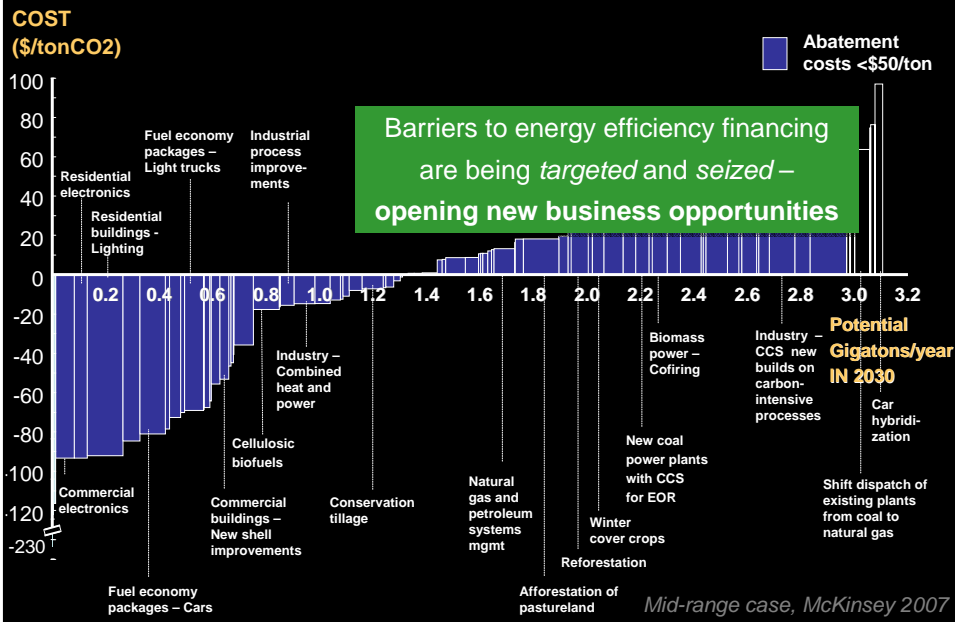 COST
($/tonCO2)
Abatement
costs <$50/ton
100
80
60
40
20
0
-20
-40
-60
-80
-100
-120
-230
Barriers to energy efficiency financing
are being targeted and seized –
opening new business opportunities
Residential
electronics
Residential
buildings -
Lighting
Fuel economy
packages –
Light trucks
Industrial
process
improve-
ments
0.2 0.4 0.6 0.8 1.0 1.2 1.4 1.6 1.8 2.0 2.2 2.4 2.6 2.8 3.0 3.2
Potential
Gigatons/year
IN 2030
Commercial
electronics
Fuel economy
packages – Cars
Commercial
buildings –
New shell
improvements
Cellulosic
biofuels
Industry –
Combined
heat and
power
Conservation
tillage
Natural
gas and
petroleum
systems
mgmt
Afforestation of
pastureland
Reforestation
Winter
cover crops
New coal
power plants
with CCS
for EOR
Biomass
power –
Cofiring
Industry –
CCS new
builds on
carbon-
intensive
processes
Shift dispatch of
existing plants
from coal to
natural gas
Car
hybridi-
zation
Mid-range case, McKinsey 2007